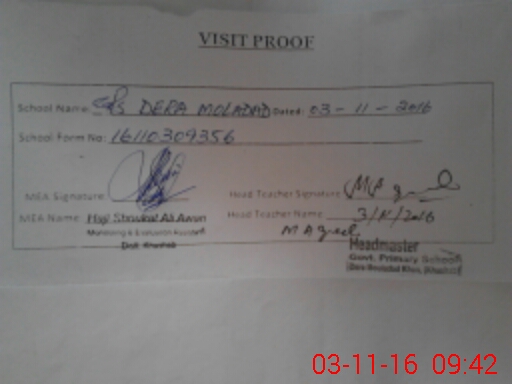 VISIT PROOF
School Name: GPS DERA MOLADAD Dated: 03-11-2016
School Form No: 16110309356
MEA Signature: Head Teacher Signature
MEA Name: Haji Shaukat Ali Awan Head Teacher Name 3/11/2016
Monitoring & Evaluation Assistant
Distt. Khushab
Headmaster
Govt. Primary School
(Khushab)
03-11-16 09:42